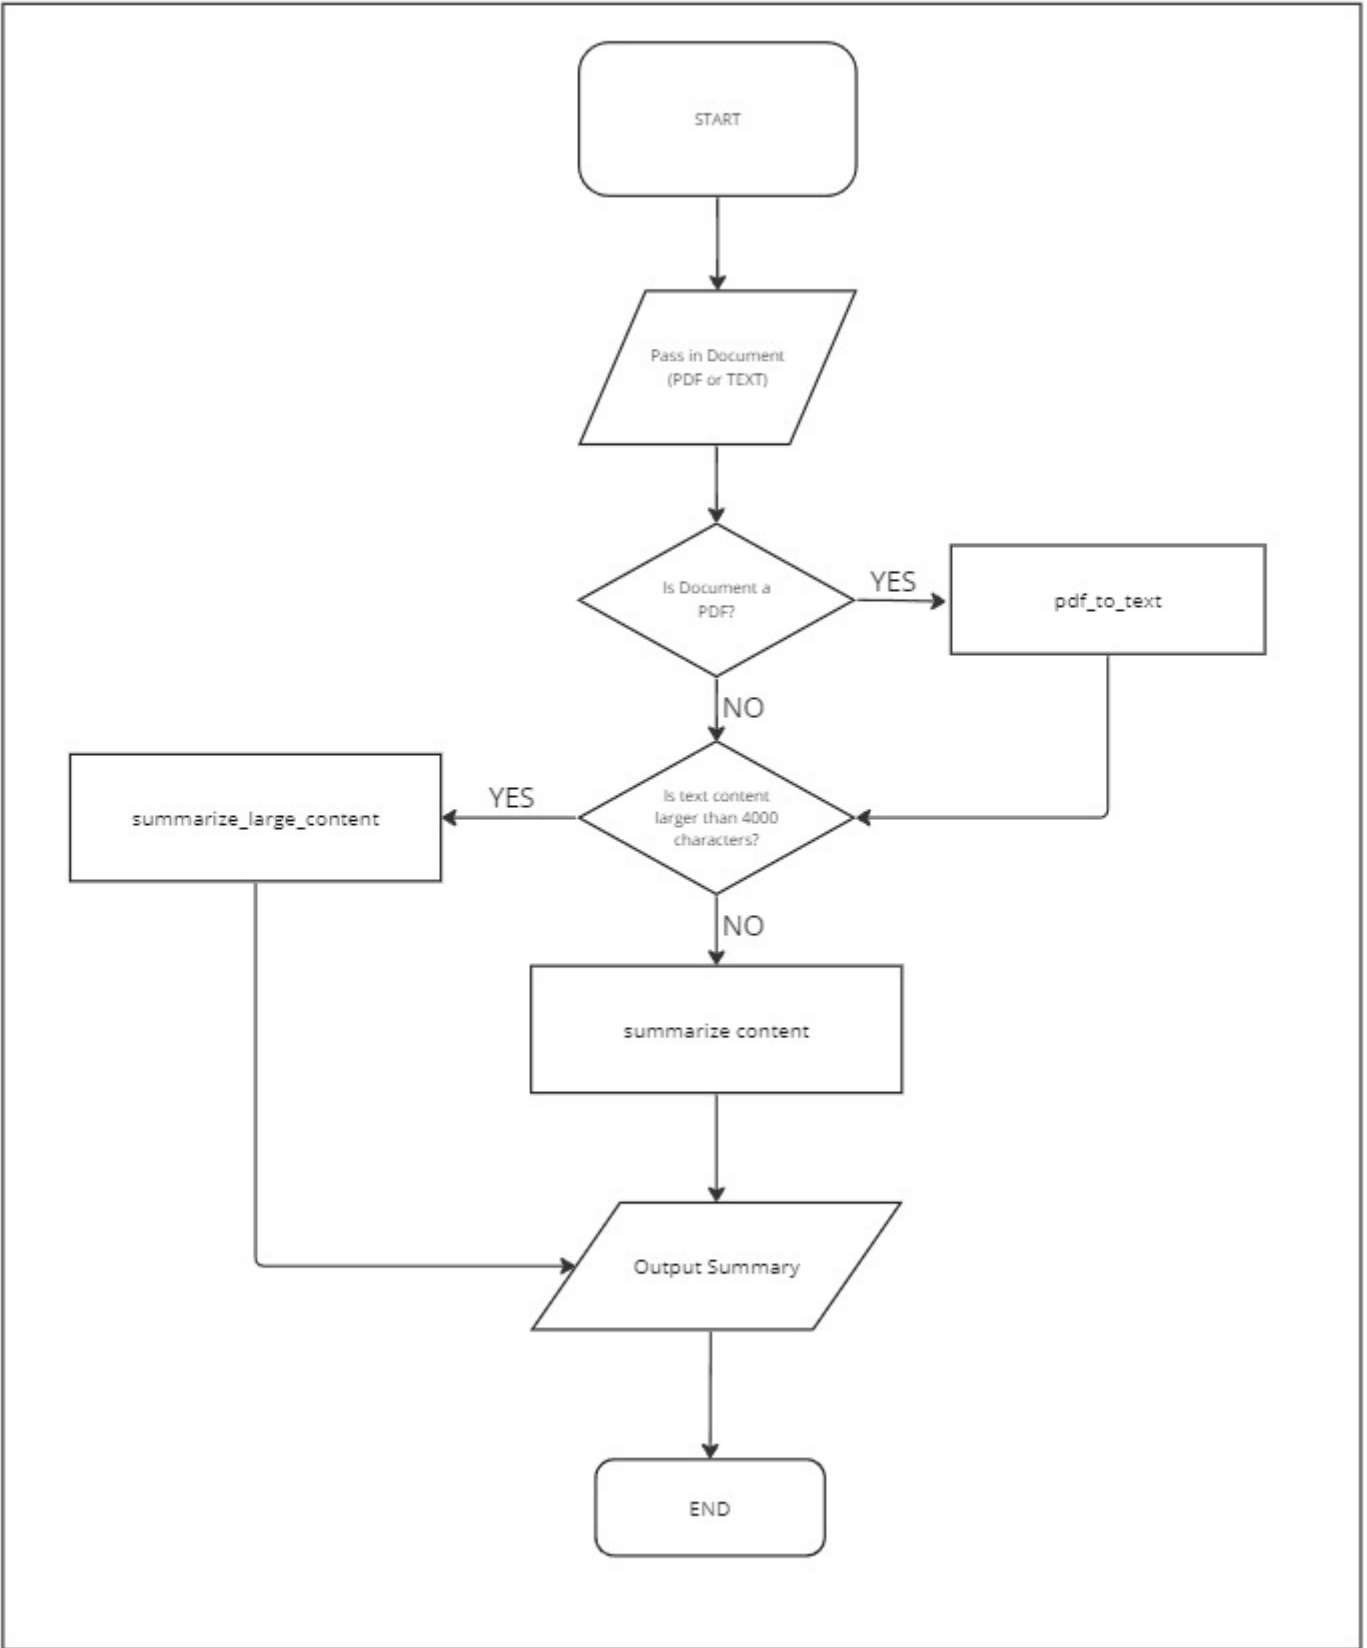 START
Pass in Document
(PDF or TEXT)
Is Document a
PDF?
YES
pdf_to_text
NO
summarize_large_content
YES
Is text content
larger than 4000
characters?
NO
summarize content
Output Summary
END